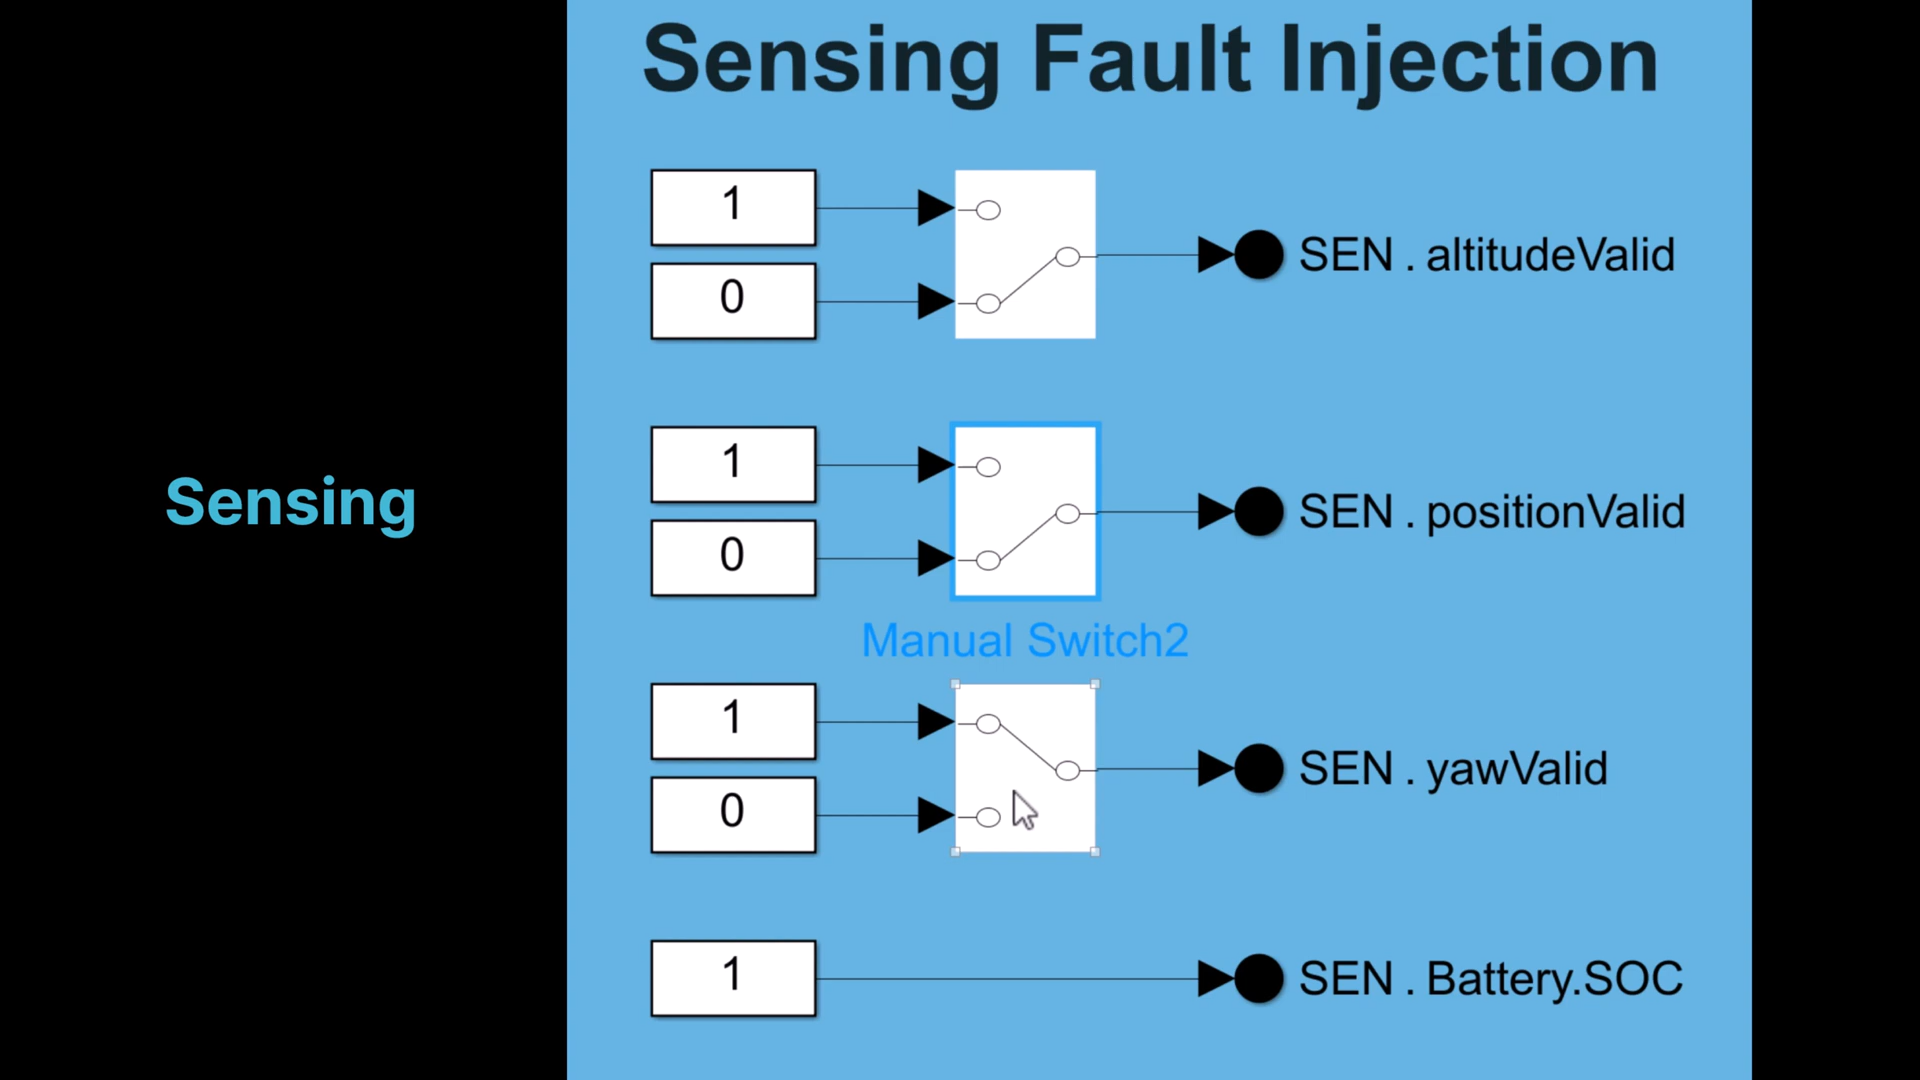 Sensing Fault Injection
Sensing
1
0
SEN . altitudeValid
1
0
SEN . positionValid
Manual Switch2
1
0
SEN . yawValid
1
SEN . Battery.SOC